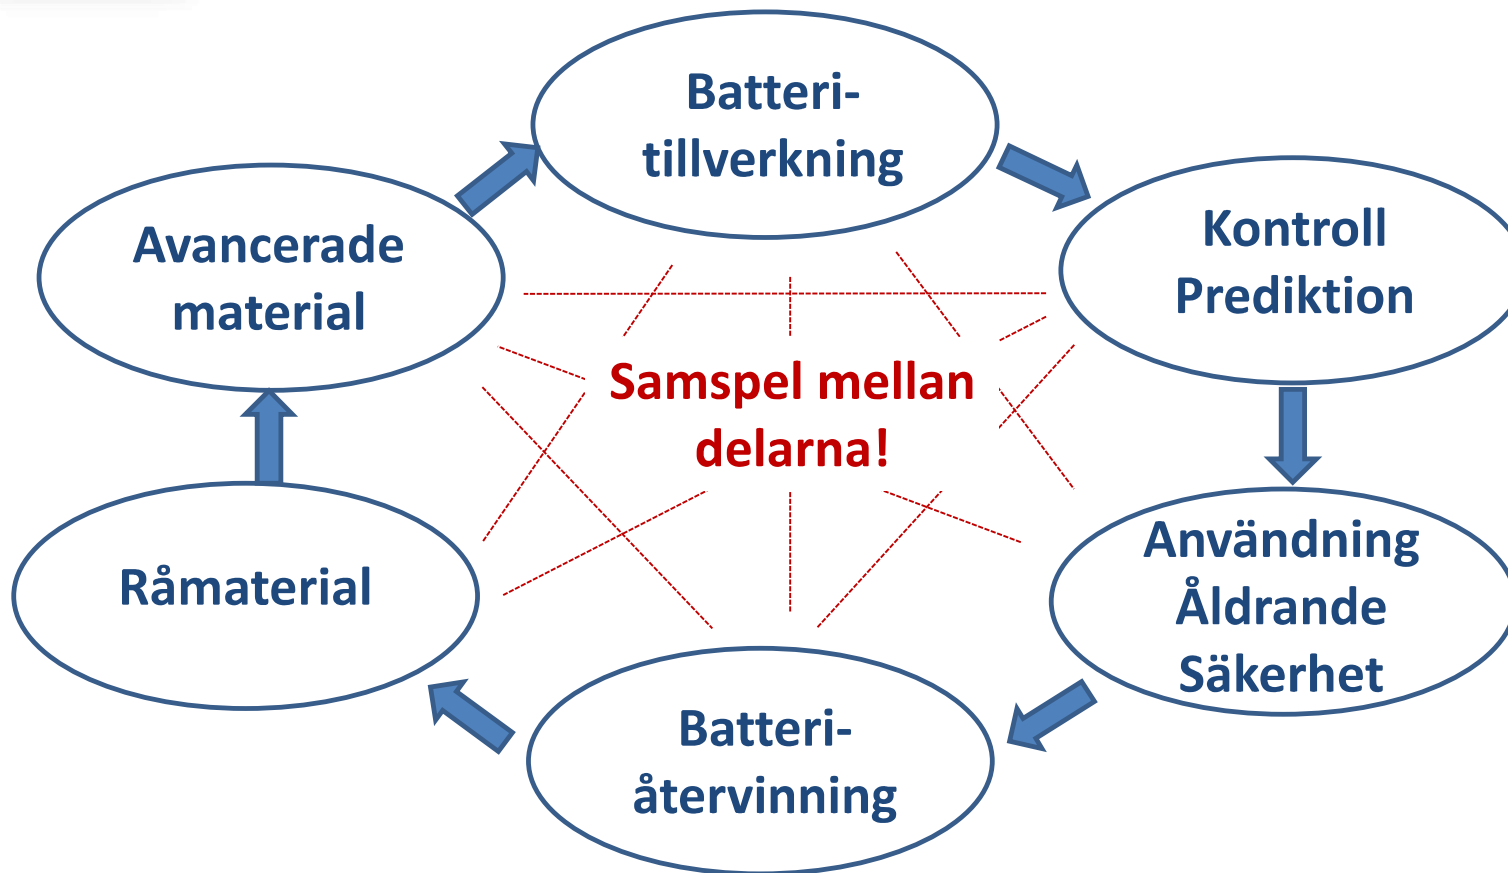 Batteri-
tillverkning
Kontroll
Prediktion
Avancerade
material
Samspel mellan
delarna!
Användning
Åldrande
Säkerhet
Råmaterial
Batteri-
återvinning